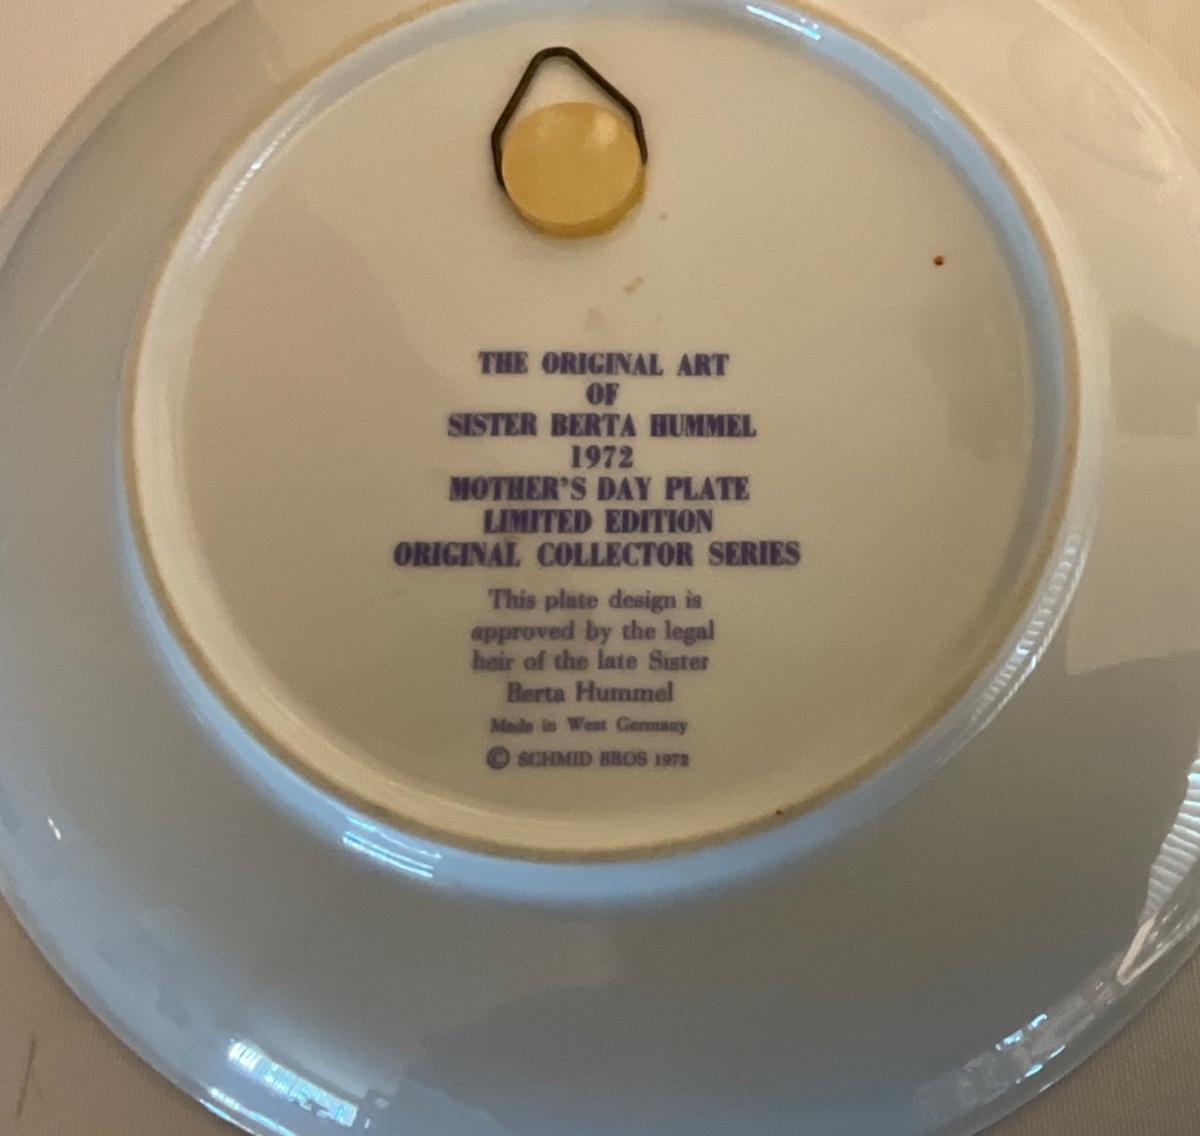 THE ORIGINAL ART
OF
SISTER BERTA HUMMEL
1972
MOTHER'S DAY PLATE
LIMITED EDITION
ORIGINAL COLLECTOR SERIES
This plate design is
approved by the legal
heir of the late Sister
Berta Hummel
Made in West Germany
© SCHMID BROS 1972